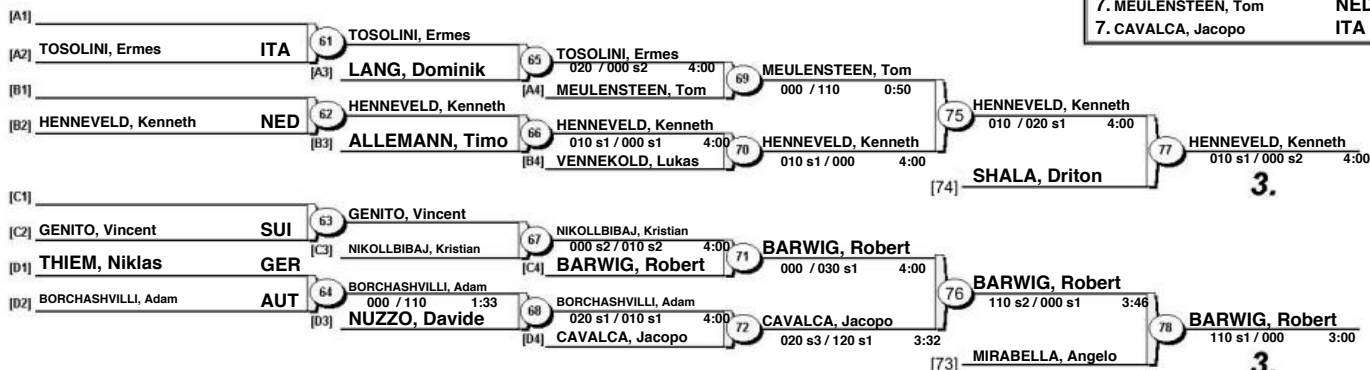 7. MEULENSTEEN, Tom NED
7. CAVALCA, Jacopo ITA
[A1]
[A2] TOSOLINI, Ermes ITA
61 TOSOLINI, Ermes
[A3] LANG, Dominik
65 TOSOLINI, Ermes
020 / 000 s2 4:00
[A4] MEULENSTEEN, Tom
69 MEULENSTEEN, Tom
000 / 110 0:50
[B1]
[B2] HENNEVELD, Kenneth NED
62 HENNEVELD, Kenneth
[B3] ALLEMANN, Timo
66 HENNEVELD, Kenneth
010 s1 / 000 s1 4:00
[B4] VENNEKOLD, Lukas
70 HENNEVELD, Kenneth
010 s1 / 000 4:00
75 HENNEVELD, Kenneth
010 / 020 s1 4:00
[74] SHALA, Driton
77 HENNEVELD, Kenneth
010 s1 / 000 s2 4:00
3.
[C1]
[C2] GENITO, Vincent SUI
63 GENITO, Vincent
[C3] NIKOLLBIBAJ, Kristian
67 NIKOLLBIBAJ, Kristian
000 s2 / 010 s2 4:00
[C4] BARWIG, Robert
71 BARWIG, Robert
000 / 030 s1 4:00
[D1] THIEM, Niklas GER
[D2] BORCHASHVILLI, Adam AUT
64 BORCHASHVILLI, Adam
000 / 110 1:33
[D3] NUZZO, Davide
68 BORCHASHVILLI, Adam
020 s1 / 010 s1 4:00
[D4] CAVALCA, Jacopo
72 CAVALCA, Jacopo
020 s3 / 120 s1 3:32
76 BARWIG, Robert
110 s2 / 000 s1 3:46
[73] MIRABELLA, Angelo
78 BARWIG, Robert
110 s1 / 000 3:00
3.